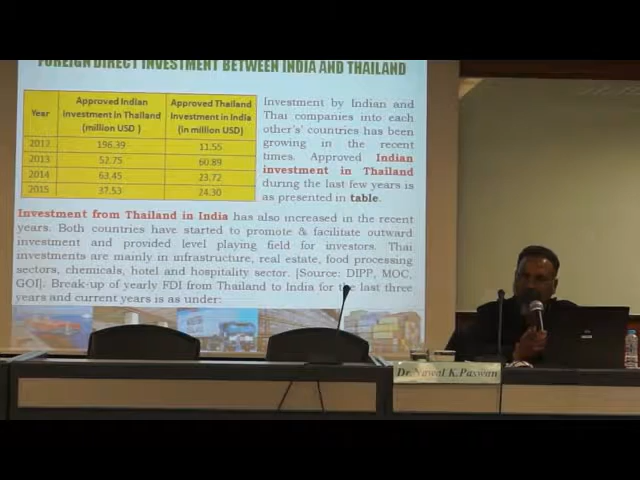 FOREIGN DIRECT INVESTMENT BETWEEN INDIA AND THAILAND
Year
Approved Indian
Investment in Thailand
(million USD )
Approved Thailand
Investment in India
(in million USD)
2012 196.39 11.55
2013 52.75 60.89
2014 63.45 23.72
2015 37.53 24.30
Investment by Indian and
Thai companies into each
other's' countries has been
growing in the recent
times. Approved Indian
investment in Thailand
during the last few years is
as presented in table.
Investment from Thailand in India has also increased in the recent
years. Both countries have started to promote & facilitate outward
investment and provided level playing field for investors. Thai
investments are mainly in infrastructure, real estate, food processing
sectors, chemicals, hotel and hospitality sector. [Source: DIPP, MOC,
GOI]. Break-up of yearly FDI from Thailand to India for the last three
years and current years is as under:
Dr. Nawal K. Paswan